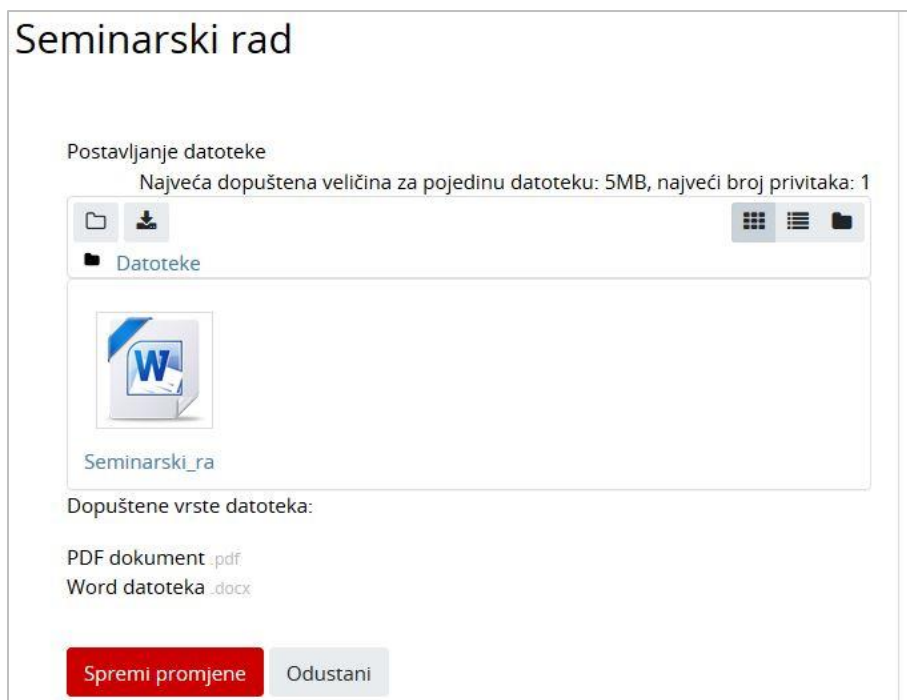 Seminarski rad
Postavljanje datoteke
Najveća dopuštena veličina za pojedinu datoteku: 5MB, najveći broj privitaka: 1
Datoteke
W
Seminarski_ra
Dopuštene vrste datoteka:
PDF dokument .pdf
Word datoteka .docx
Spremi promjene Odustani